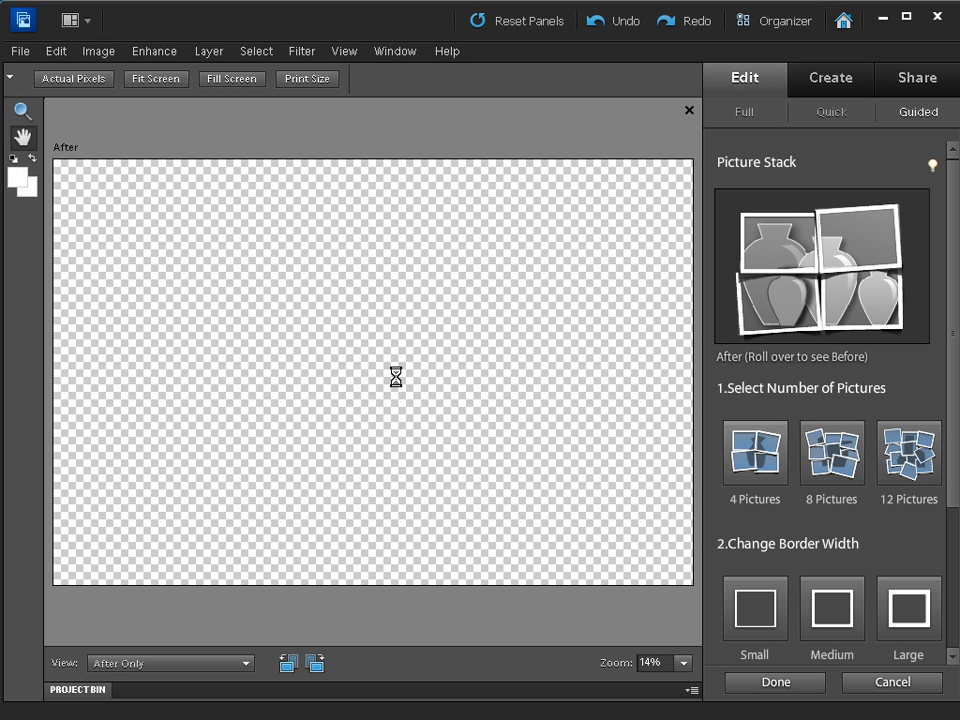 Reset Panels Undo Redo Organizer
File Edit Image Enhance Layer Select Filter View Window Help
Actual Pixels Fit Screen Fill Screen Print Size
Edit Create Share
Full Quick Guided
After
Picture Stack
After (Roll over to see Before)
1.Select Number of Pictures
4 Pictures 8 Pictures 12 Pictures
2.Change Border Width
Small Medium Large
View: After Only Zoom: 14%
Done Cancel
PROJECT BIN